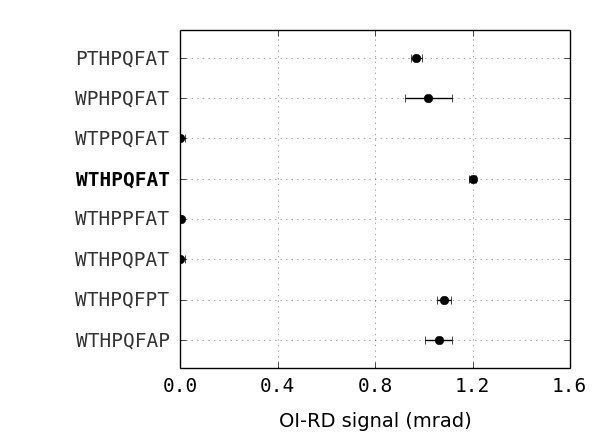 PTHPQFAT
WPHPQFAT
WTPPQFAT
WTHPQFAT
WTHPPFAT
WTHPQPAT
WTHPQFPT
WTHPQFAP
0.0 0.4 0.8 1.2 1.6
OI-RD signal (mrad)